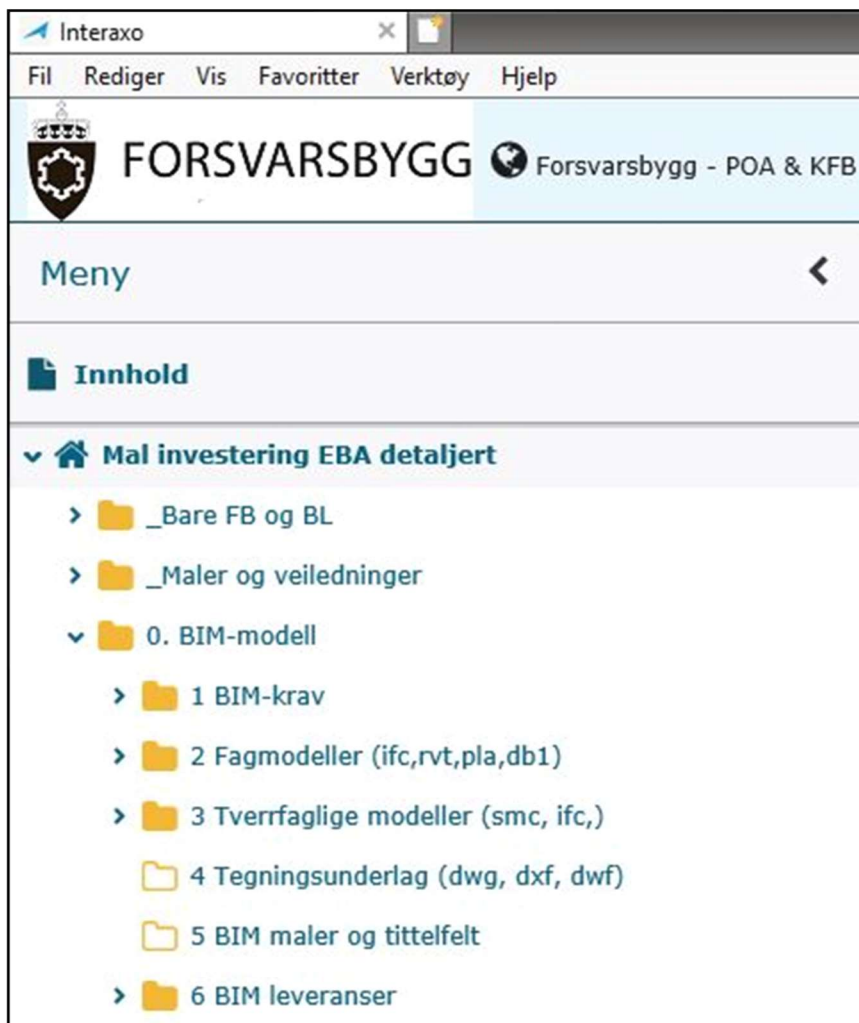 Interaxo
Fil Rediger Vis Favoritter Verktøy Hjelp
FORSVARSBYGG Forsvarsbygg - POA & KFB
Meny
Innhold
Mal investering EBA detaljert
_Bare FB og BL
_Maler og veiledninger
0. BIM-modell
1 BIM-krav
2 Fagmodeller (ifc,rvt,pla,db1)
3 Tverrfaglige modeller (smc, ifc,)
4 Tegningsunderlag (dwg, dxf, dwf)
5 BIM maler og tittelfelt
6 BIM leveranser